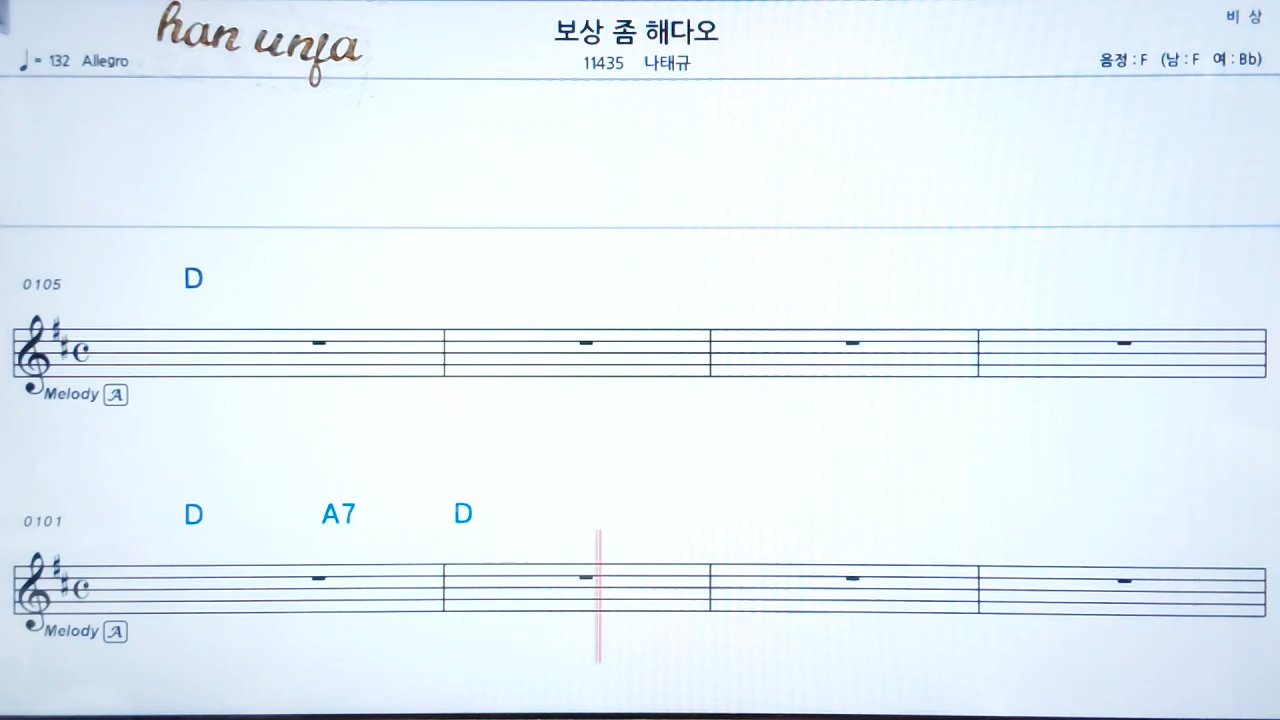 han unfa
보상 좀 해다오
비 상
♩= 132 Allegro
11435 나태규
음정 : F (남 : F 여 : Bb)
0105
D
Melody A
0101
D A7 D
Melody A